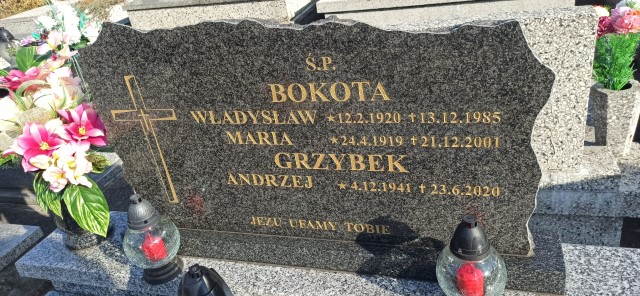 Ś.P.
BOKOTA
WŁADYSŁAW ★12.2.1920 ✝13.12.1985
MARIA ★24.4.1919 ✝21.12.2001
GRZYBEK
ANDRZEJ ★4.12.1941 ✝23.6.2020
JEZU UFAMY TOBIE